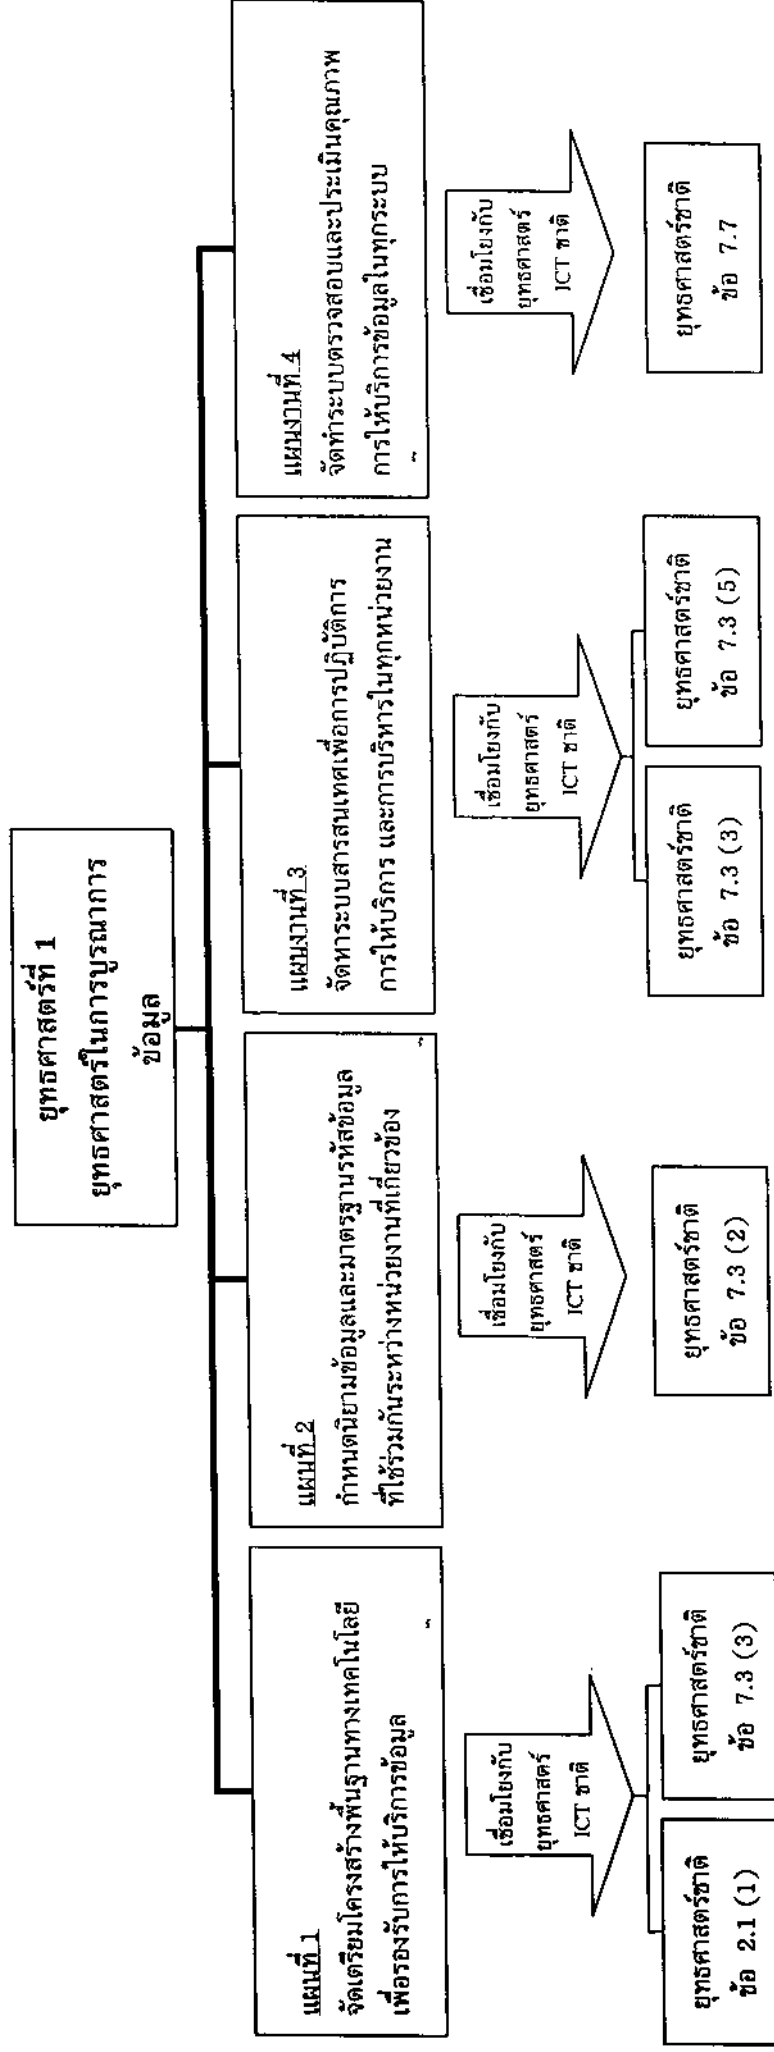 ยุทธศาสตร์ที่ 1
ยุทธศาสตร์ในการบูรณาการ
ข้อมูล
แผนที่ 1
จัดเตรียมโครงสร้างพื้นฐานทางเทคโนโลยี
เพื่อรองรับการให้บริการข้อมูล
แผนที่ 2
กำหนดนิยามข้อมูลและมาตรฐานรหัสข้อมูล
ที่ใช้ร่วมกันระหว่างหน่วยงานที่เกี่ยวข้อง
แผนงานที่ 3
จัดทำระบบสารสนเทศเพื่อการปฏิบัติการ
การให้บริการ และการบริหารในทุกหน่วยงาน
แผนงานที่ 4
จัดทำระบบตรวจสอบและประเมินคุณภาพ
การให้บริการข้อมูลในทุกระบบ
เชื่อมโยงกับ
ยุทธศาสตร์
ICT ชาติ
เชื่อมโยงกับ
ยุทธศาสตร์
ICT ชาติ
เชื่อมโยงกับ
ยุทธศาสตร์
ICT ชาติ
เชื่อมโยงกับ
ยุทธศาสตร์
ICT ชาติ
ยุทธศาสตร์ชาติ
ข้อ 2.1 (1)
ยุทธศาสตร์ชาติ
ข้อ 7.3 (3)
ยุทธศาสตร์ชาติ
ข้อ 7.3 (2)
ยุทธศาสตร์ชาติ
ข้อ 7.3 (3)
ยุทธศาสตร์ชาติ
ข้อ 7.3 (5)
ยุทธศาสตร์ชาติ
ข้อ 7.7